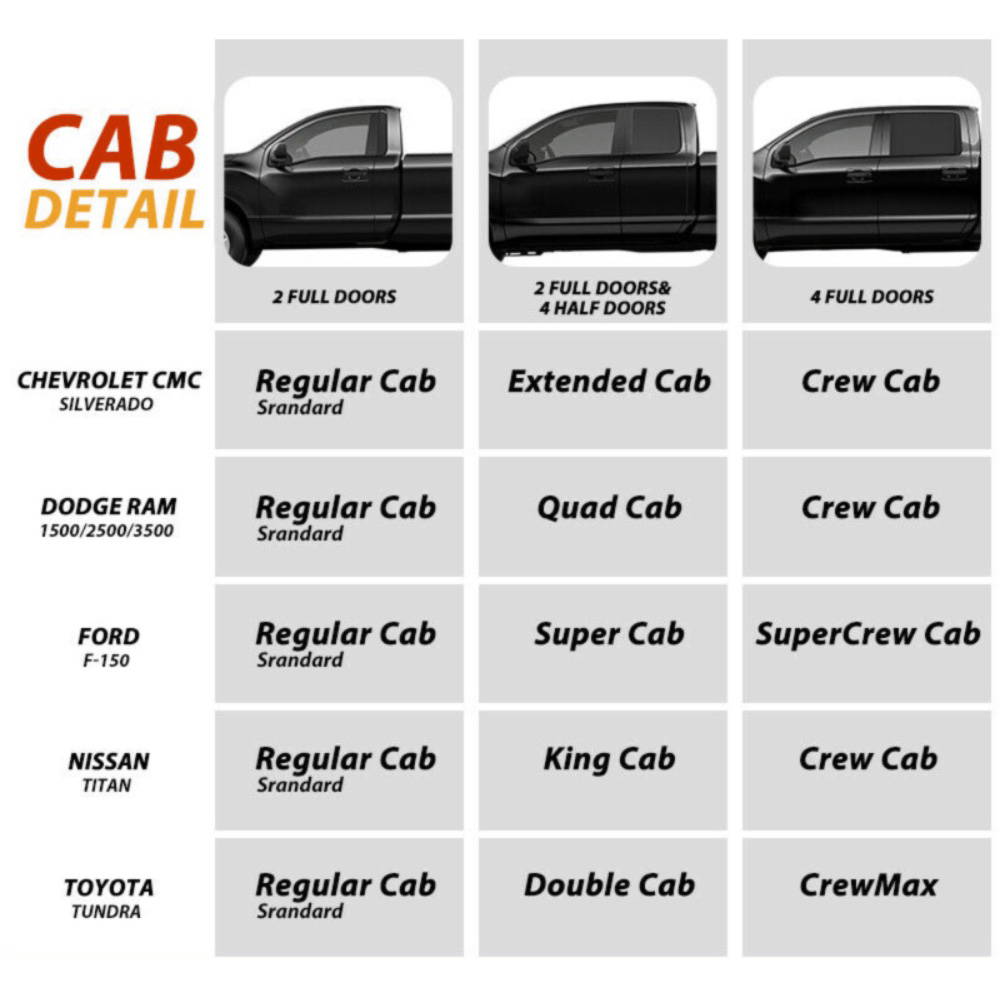 CAB
DETAIL
2 FULL DOORS
2 FULL DOORS&
4 HALF DOORS
4 FULL DOORS
CHEVROLET CMC
SILVERADO
Regular Cab
Srandard
Extended Cab
Crew Cab
DODGE RAM
1500/2500/3500
Regular Cab
Srandard
Quad Cab
Crew Cab
FORD
F-150
Regular Cab
Srandard
Super Cab
SuperCrew Cab
NISSAN
TITAN
Regular Cab
Srandard
King Cab
Crew Cab
TOYOTA
TUNDRA
Regular Cab
Srandard
Double Cab
CrewMax